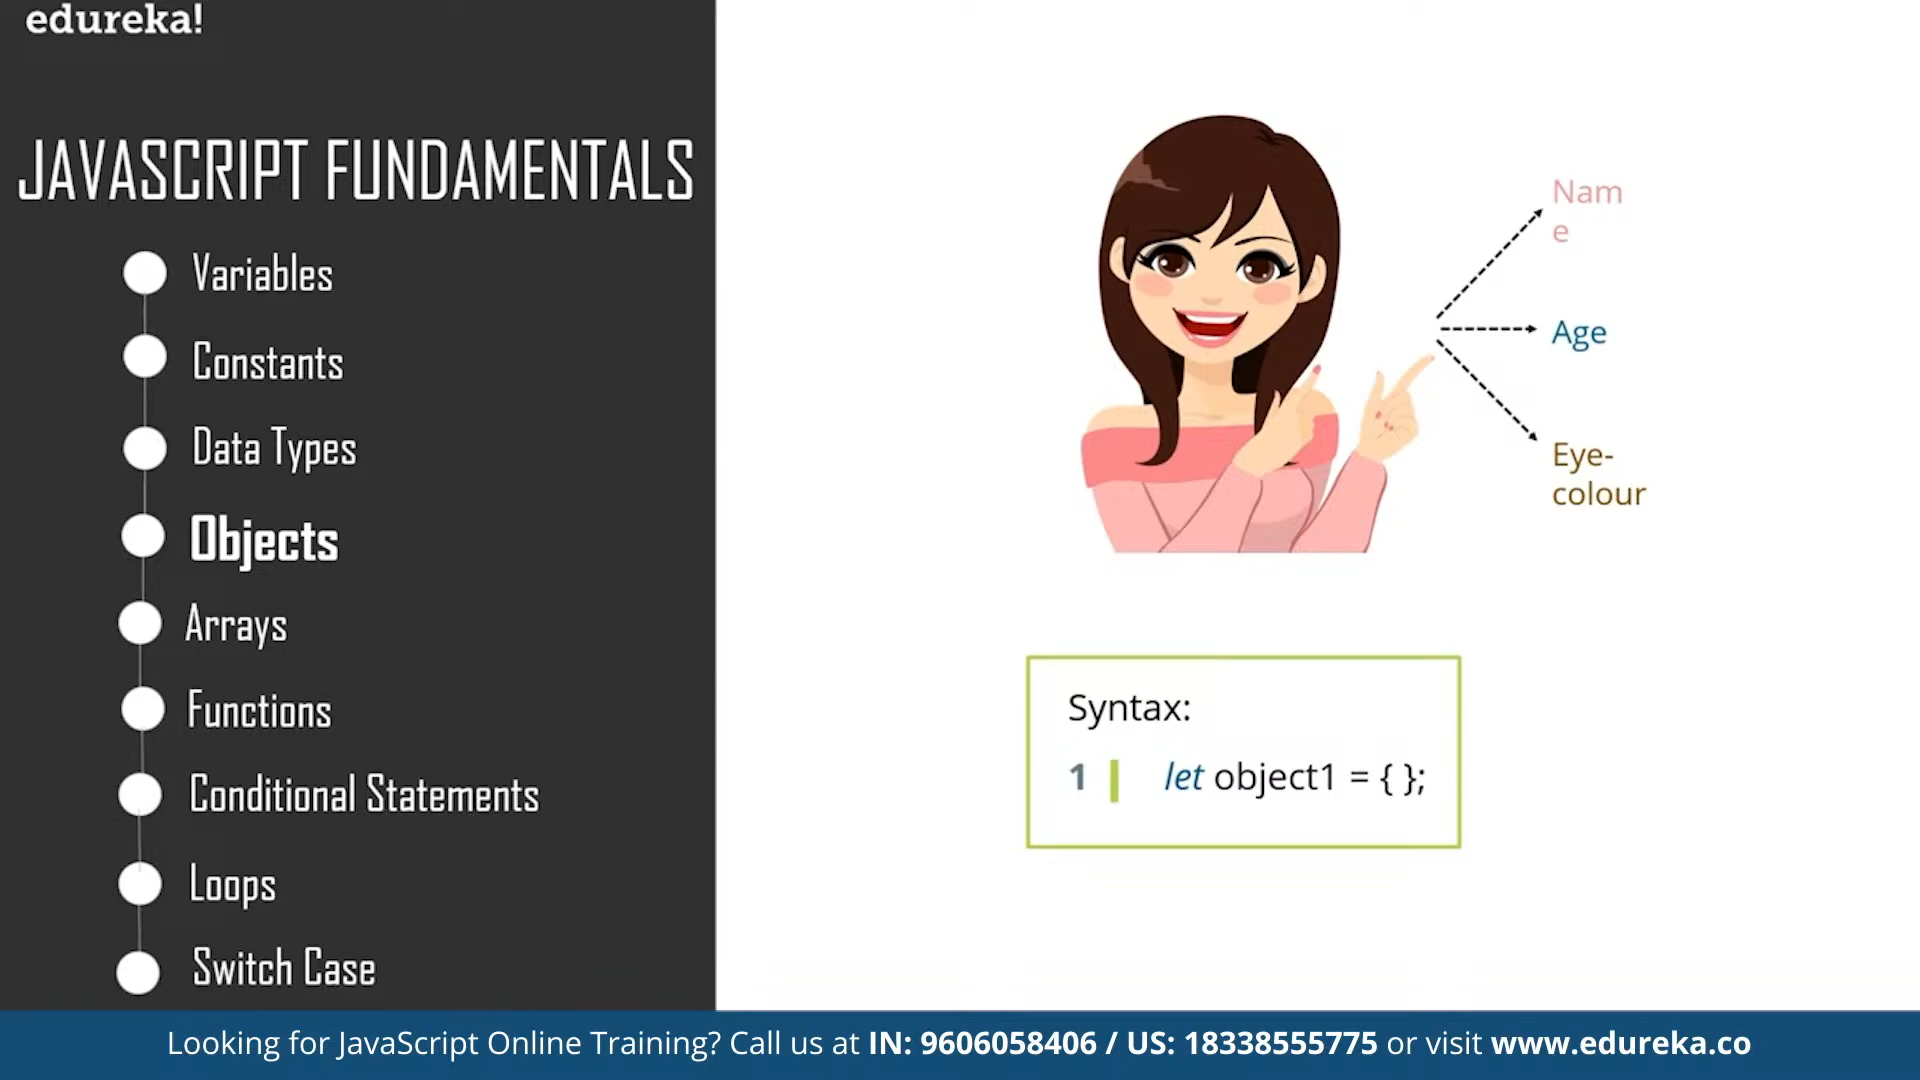 edureka!
JAVASCRIPT FUNDAMENTALS
Variables
Constants
Data Types
Objects
Arrays
Functions
Conditional Statements
Loops
Switch Case
Nam
e
Age
Eye-
colour
Syntax:
1 let object1 = { };
Looking for JavaScript Online Training? Call us at IN: 9606058406 / US: 18338555775 or visit www.edureka.co